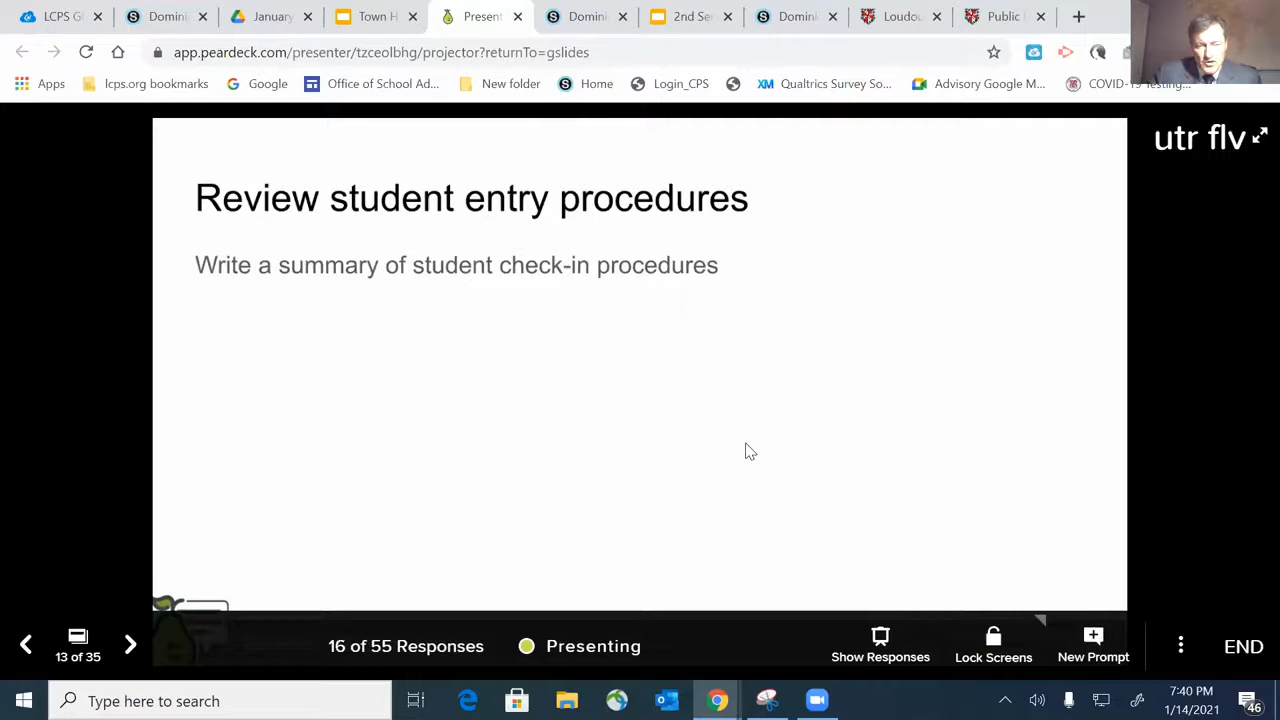 LCPS Gl
Domini
January
Town H
Present
Domini
2nd Se
Domini
Loudou
Public
app.peardeck.com/presenter/tzceolbhg/projector?returnTo=gslides
Apps
lcps.org bookmarks
Google
Office of School Ad...
New folder
Home
Login_CPS
Qualtrics Survey So...
Advisory Google M...
COVID-19 Testing...
utr flv
Review student entry procedures
Write a summary of student check-in procedures
13 of 35
16 of 55 Responses
Presenting
Show Responses
Lock Screens
New Prompt
END
Type here to search
7:40 PM
1/14/2021
46